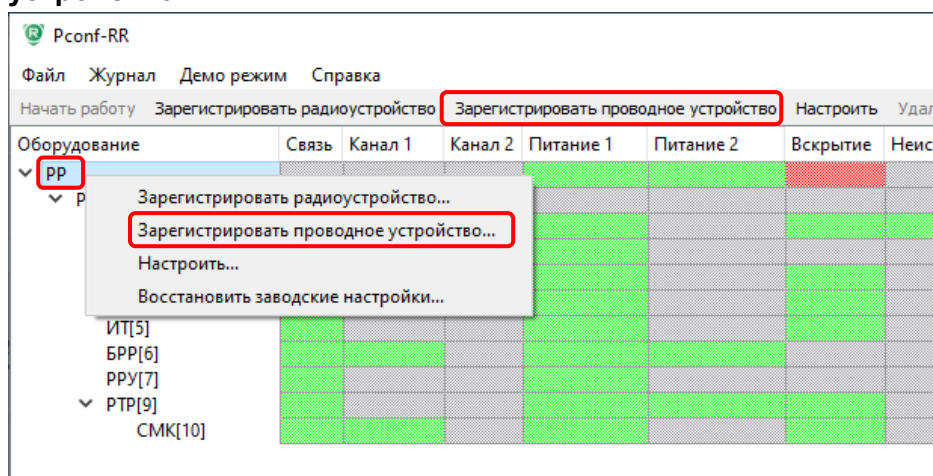 Pconf-RR
Файл Журнал Демо режим Справка
Начать работу Зарегистрировать радиоустройство Зарегистрировать проводное устройство Настроить
Оборудование Связь Канал 1 Канал 2 Питание 1 Питание 2 Вскрытие
РР
Р
Зарегистрировать радиоустройство...
Зарегистрировать проводное устройство...
Настроить...
Восстановить заводские настройки...
ИТ[5]
БРР[6]
РРУ[7]
РТР[9]
СМК[10]